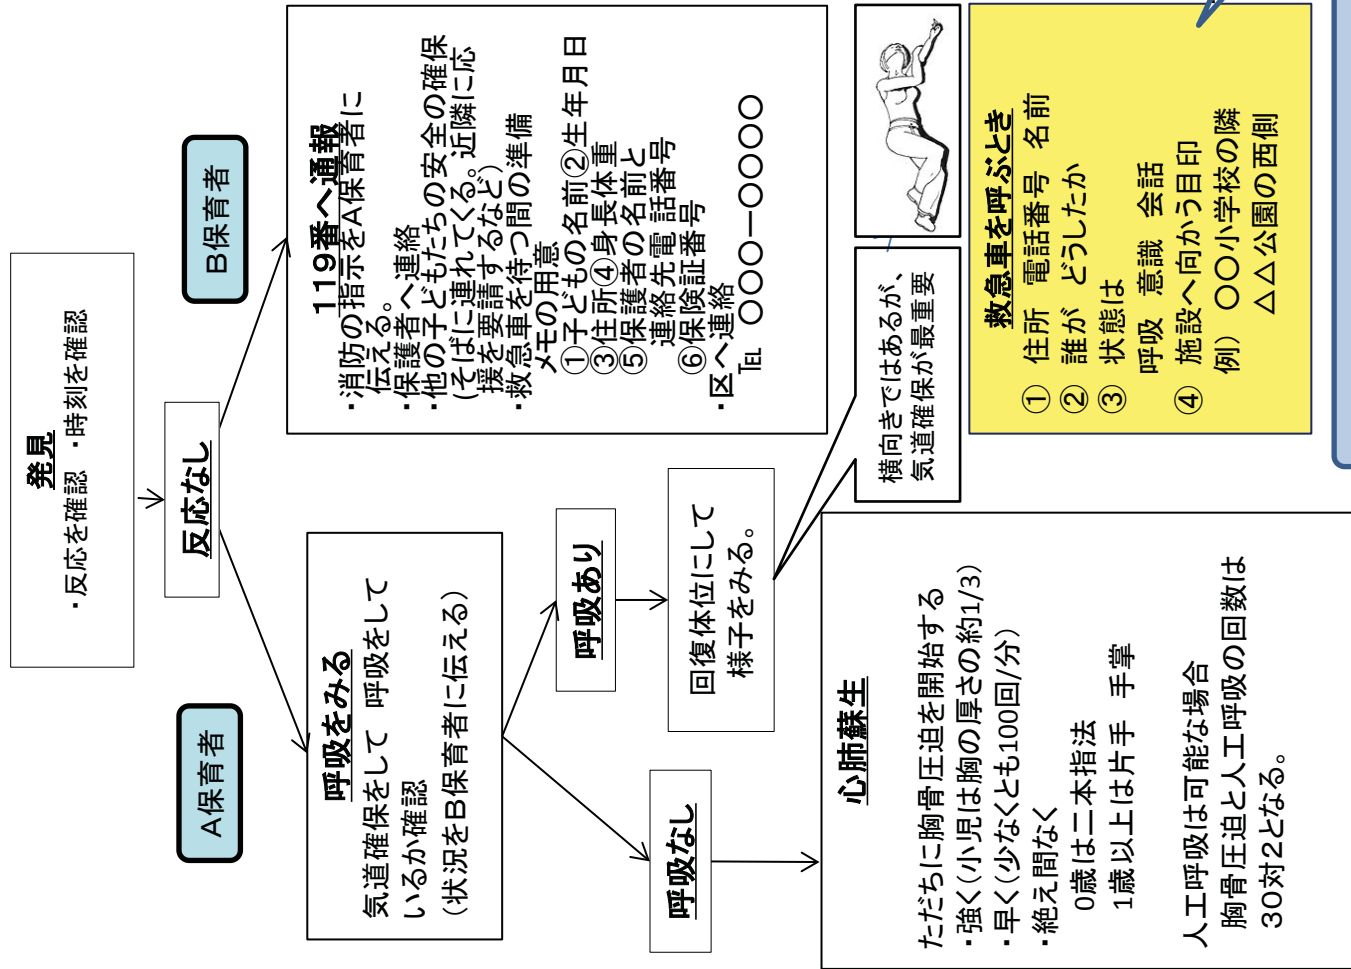 発見
・反応を確認 ・時刻を確認
反応なし
A保育者
B保育者
呼吸をみる
気道確保をして 呼吸をして
いるか確認
(状況をB保育者に伝える)
呼吸なし
呼吸あり
回復体位にして
様子をみる。
横向きではあるが、
気道確保が最重要
心肺蘇生
ただちに胸骨圧迫を開始する
・強く(小児は胸の厚さの約1/3)
・早く(少なくとも100回/分)
・絶え間なく
0歳は二本指法
1歳以上は片手 手掌
人工呼吸は可能な場合
胸骨圧迫と人工呼吸の回数は
30対2となる。
119番へ通報
・消防の指示をA保育者に
伝える。
・保護者へ連絡
・他の子どもたちの安全の確保
(そばに連れてくる。近隣に応
援を要請するなど)
・救急車を待つ間の準備
メモの用意
①子どもの名前②生年月日
③住所④身長体重
⑤保護者の名前と
連絡先電話番号
⑥保険証番号
・区へ連絡
℡ 〇〇〇―〇〇〇〇
救急車を呼ぶとき
① 住所 電話番号 名前
② 誰が どうしたか
③ 状態は
呼吸 意識 会話
④ 施設へ向かう目印
例) 〇〇小学校の隣
△△公園の西側